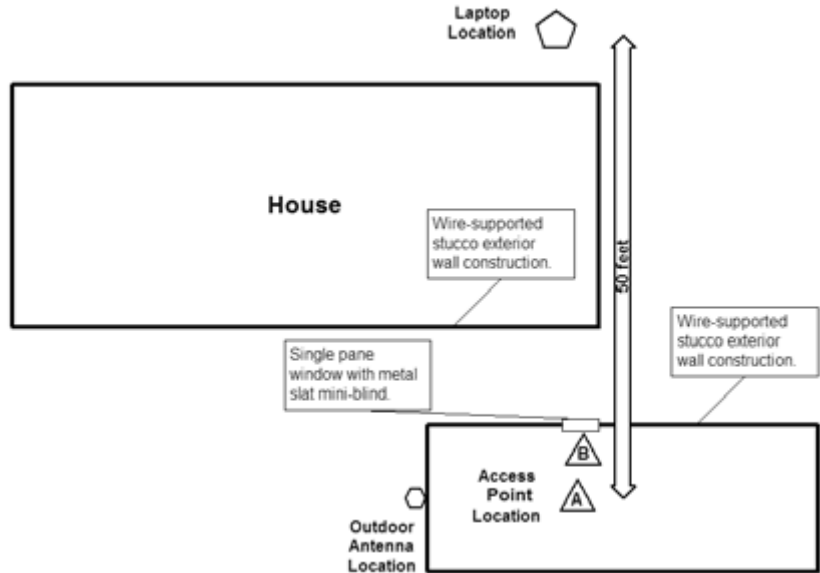 Laptop
Location
House
Wire-supported
stucco exterior
wall construction.
50 feet
Wire-supported
stucco exterior
wall construction.
Single pane
window with metal
slat mini-blind.
B
Access
Point
Location
A
Outdoor
Antenna
Location